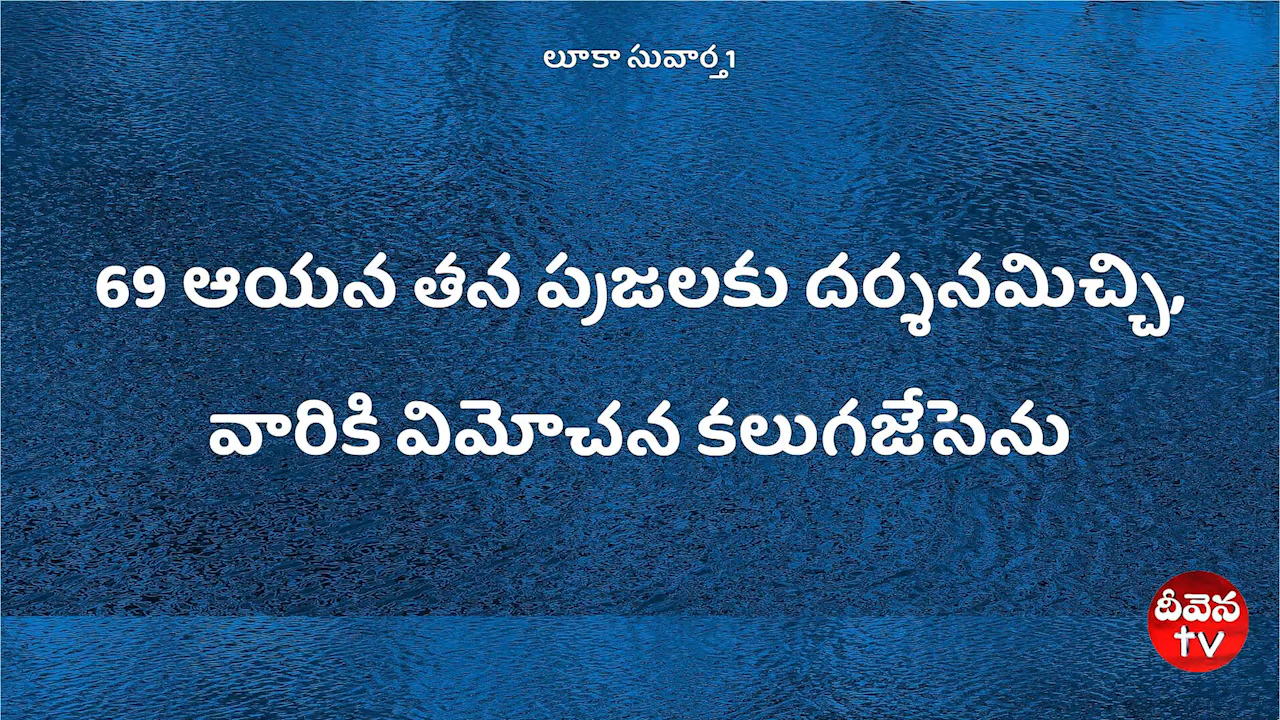 లూకా సువార్త 1
69 ఆయన తన ప్రజలకు దర్శనమిచ్చి,
వారికి విమోచన కలుగజేసెను
దీవెన
tv